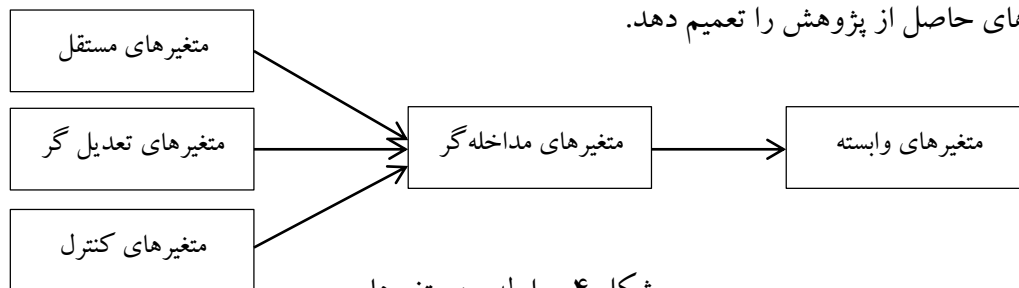 های حاصل از پژوهش را تعمیم دهد.
متغیرهای مستقل
متغیرهای تعدیل گر
متغیرهای کنترل
متغیرهای مداخله‌گر
متغیرهای وابسته